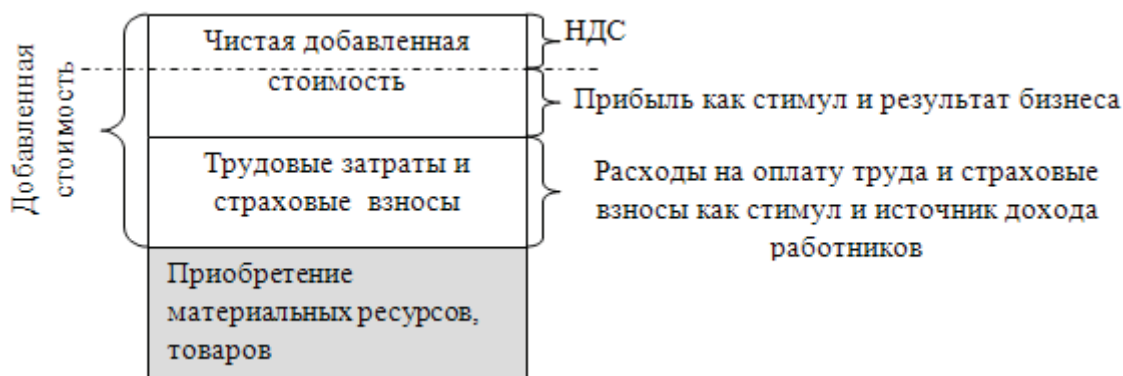 Добавленная
стоимость
Чистая добавленная
стоимость
Трудовые затраты и
страховые взносы
Приобретение
материальных ресурсов,
товаров
НДС
Прибыль как стимул и результат бизнеса
Расходы на оплату труда и страховые
взносы как стимул и источник дохода
работников